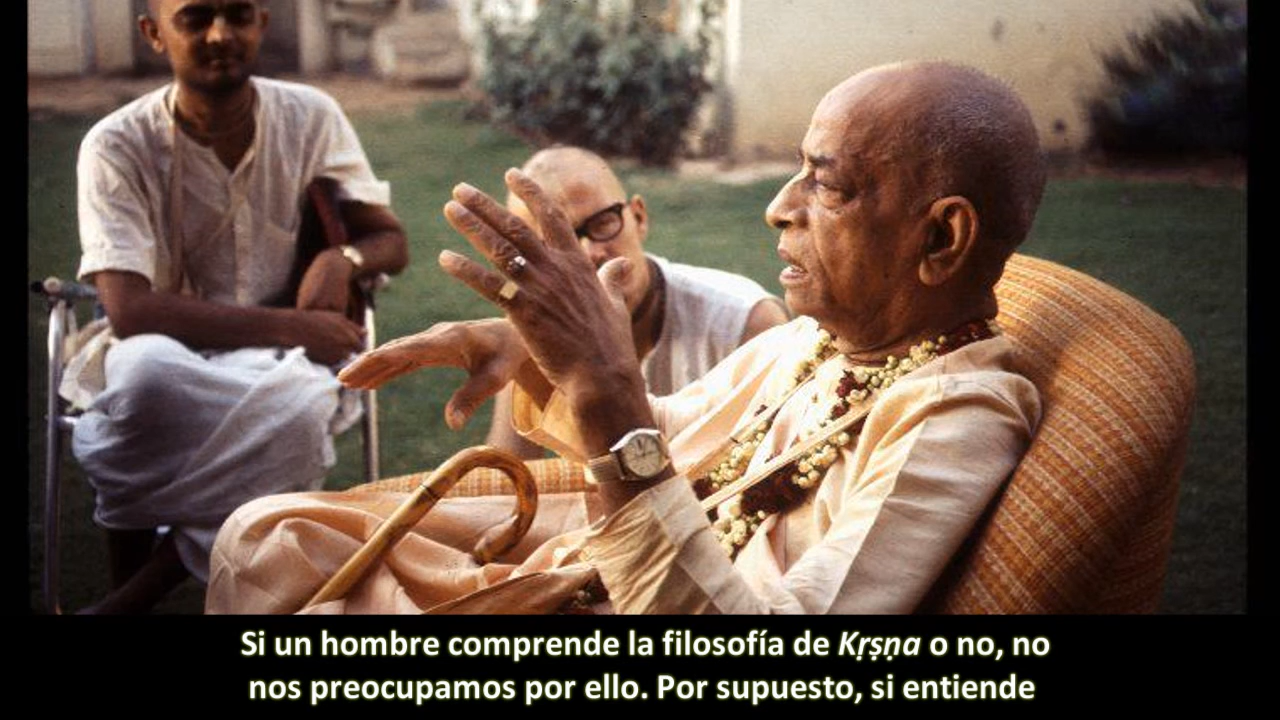 Si un hombre comprende la filosofía de Kṛṣṇa o no, no
nos preocupamos por ello. Por supuesto, si entiende